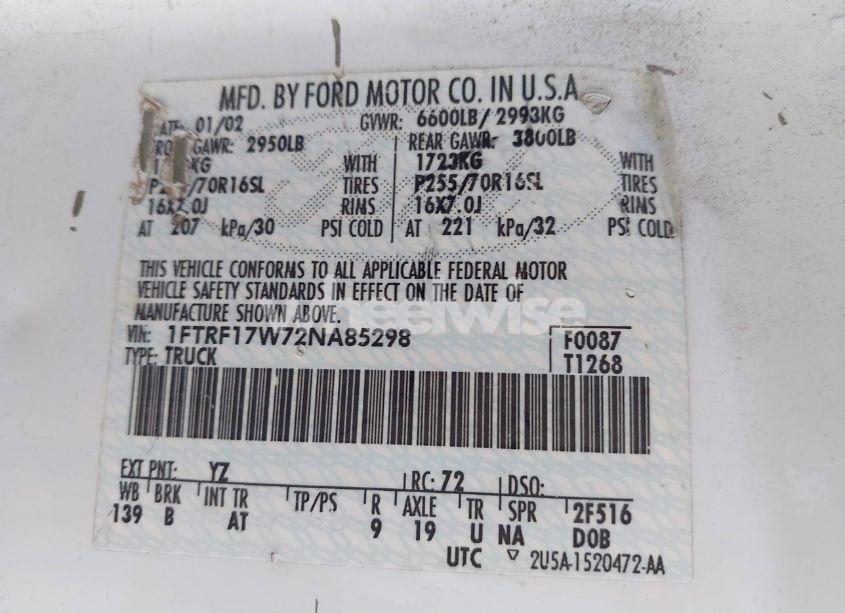 MFD. BY FORD MOTOR CO. IN U.S.A
01/02 GVWR: 6600LB/ 2993KG
GAWR: 2950LB REAR GAWR: 3800LB
KG WITH 1723KG WITH
/70R16SL TIRES P255/70R16SL TIRES
16X7.0J RIMS 16X7.0J RIMS
AT 207 kPa/30 PSI COLD AT 221 kPa/32 PSI COLD
THIS VEHICLE CONFORMS TO ALL APPLICABLE FEDERAL MOTOR
VEHICLE SAFETY STANDARDS IN EFFECT ON THE DATE OF
MANUFACTURE SHOWN ABOVE.
VIN: 1FTRF17W72NA85298 F0087
TYPE: TRUCK T1268
EXT PNT: YZ RC: 72 DSO:
WB BRK INT TR TP/PS R AXLE TR SPR 2F516
139 B AT 9 19 U NA DOB
UTC ▽ 2U5A-1520472-AA